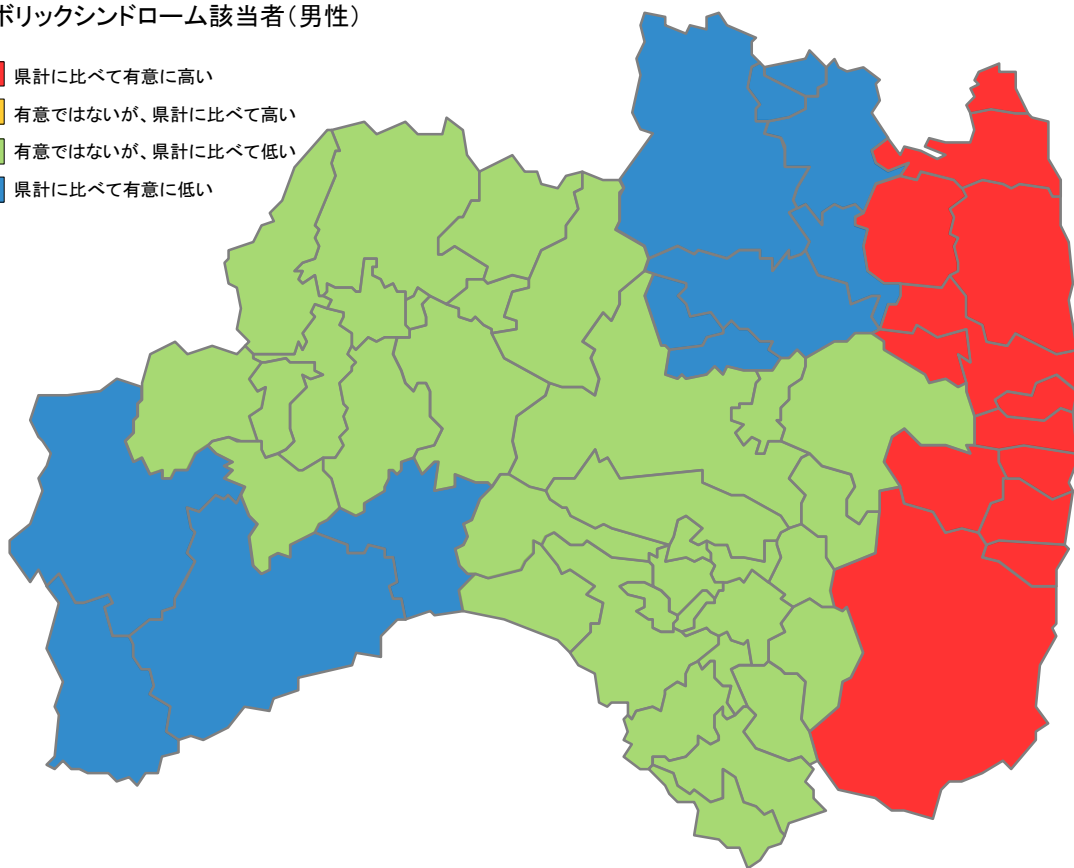 ボリックシンドローム該当者（男性）
県計に比べて有意に高い
有意ではないが、県計に比べて高い
有意ではないが、県計に比べて低い
県計に比べて有意に低い